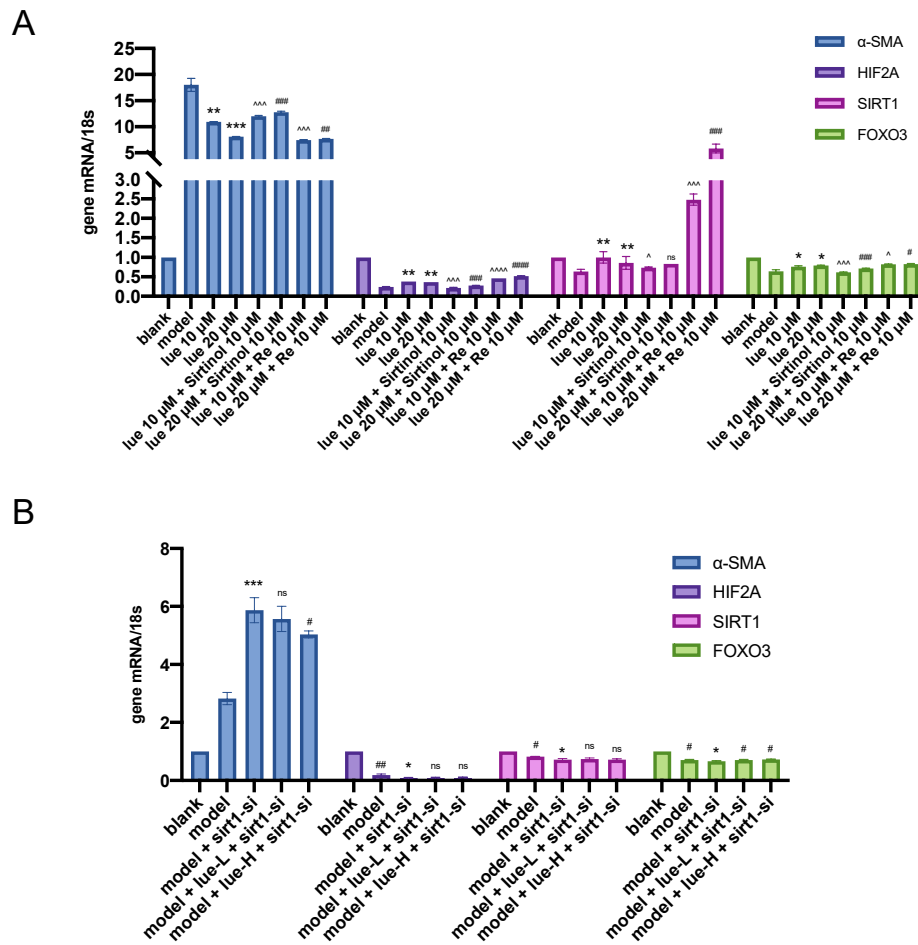 A
gene mRNA/18s
25
20
15
10
5
3.0
2.5
2.0
1.5
1.0
0.5
0.0
**
***
^^^
###
^^^
##
**
**
^^^
###
^^^^
####
**
**
^
ns
^^^
###
*
*
^^^
###
^
#
α-SMA
HIF2A
SIRT1
FOXO3
blank
model
lue 10 μM
lue 20 μM
lue 10 μM + Sirtinol 10 μM
lue 20 μM + Sirtinol 10 μM
lue 10 μM + Re 10 μM
lue 20 μM + Re 10 μM
blank
model
lue 10 μM
lue 20 μM
lue 10 μM + Sirtinol 10 μM
lue 20 μM + Sirtinol 10 μM
lue 10 μM + Re 10 μM
lue 20 μM + Re 10 μM
blank
model
lue 10 μM
lue 20 μM
lue 10 μM + Sirtinol 10 μM
lue 20 μM + Sirtinol 10 μM
lue 10 μM + Re 10 μM
lue 20 μM + Re 10 μM
blank
model
lue 10 μM
lue 20 μM
lue 10 μM + Sirtinol 10 μM
lue 20 μM + Sirtinol 10 μM
lue 10 μM + Re 10 μM
lue 20 μM + Re 10 μM
B
gene mRNA/18s
8
6
4
2
0
***
ns
#
##
*
ns
ns
#
*
ns
ns
#
*
#
#
α-SMA
HIF2A
SIRT1
FOXO3
blank
model
model + sirt1-si
model + lue-L + sirt1-si
model + lue-H + sirt1-si
blank
model
model + sirt1-si
model + lue-L + sirt1-si
model + lue-H + sirt1-si
blank
model
model + sirt1-si
model + lue-L + sirt1-si
model + lue-H + sirt1-si
blank
model
model + sirt1-si
model + lue-L + sirt1-si
model + lue-H + sirt1-si